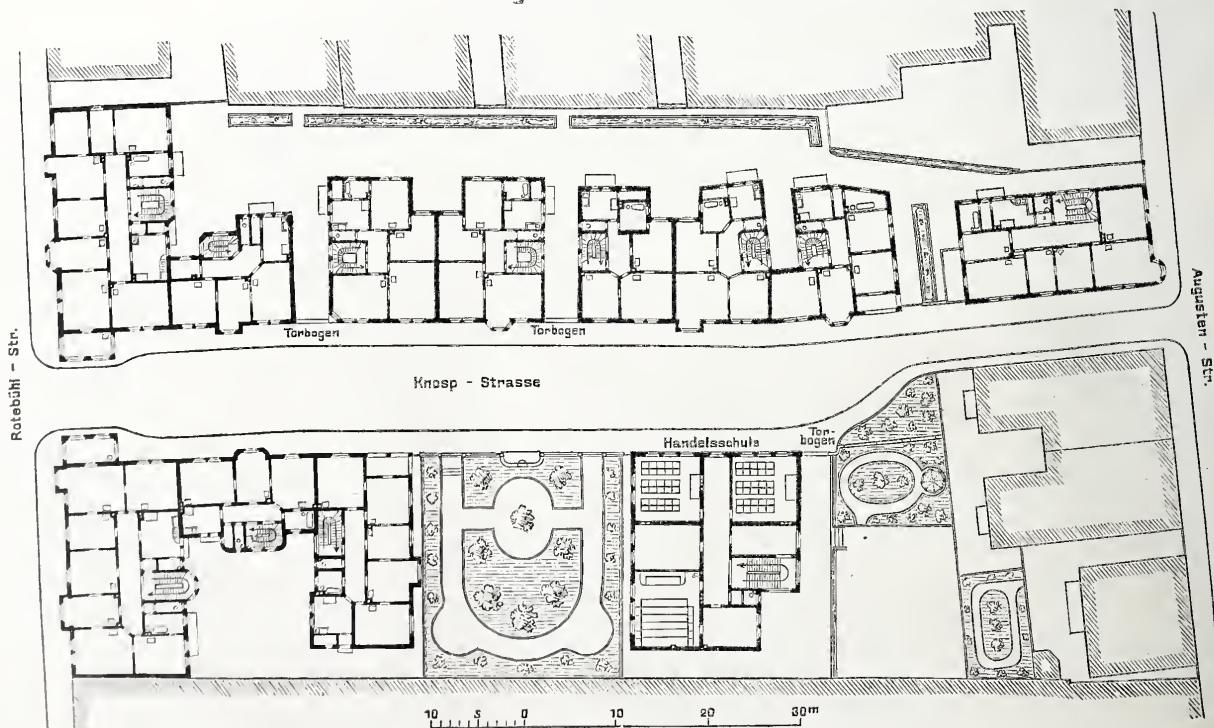 Torbogen
Torbogen
Knosp - Strasse
Rotebühl - Str.
Augusten - Str.
Handelsschule
Tor-
bogen
10 5 0 10 20 30m